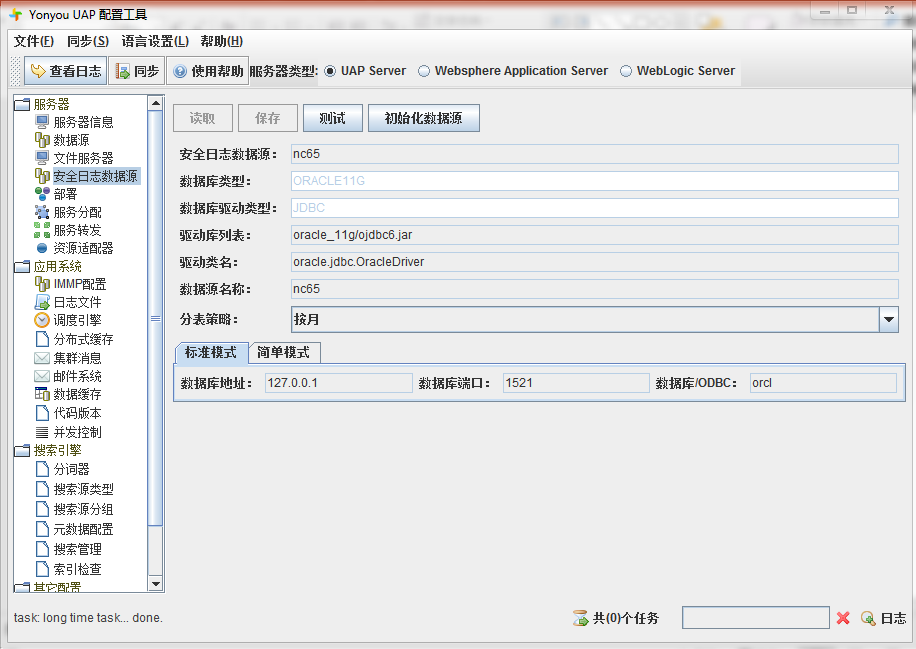 Yonyou UAP 配置工具
文件(F) 同步(S) 语言设置(L) 帮助(H)
查看日志 同步 使用帮助 服务器类型: UAP Server Websphere Application Server WebLogic Server
服务器
服务器信息
数据源
文件服务器
安全日志数据源
部署
服务分配
服务转发
资源适配器
应用系统
IMMP配置
日志文件
调度引擎
分布式缓存
集群消息
邮件系统
数据缓存
代码版本
并发控制
搜索引擎
分词器
搜索源类型
搜索源分组
元数据配置
搜索管理
索引检查
其它配置
读取 保存 测试 初始化数据源
安全日志数据源: nc65
数据库类型: ORACLE11G
数据库驱动类型: JDBC
驱动库列表: oracle_11g/ojdbc6.jar
驱动类名: oracle.jdbc.OracleDriver
数据源名称: nc65
分表策略: 按月
标准模式 简单模式
数据库地址: 127.0.0.1 数据库端口: 1521 数据库/ODBC: orcl
task: long time task... done. 共(0)个任务 日志